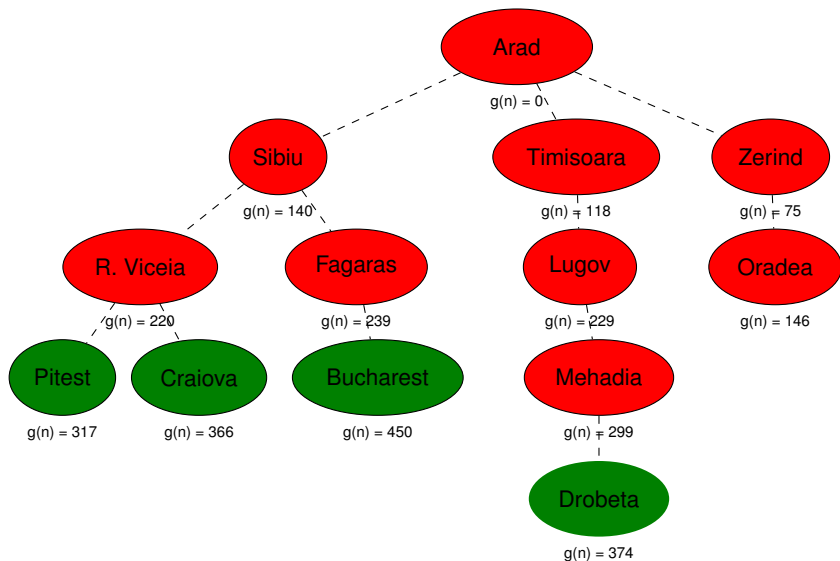 Arad
g(n) = 0
Sibiu
Timisoara
Zerind
g(n) = 140
g(n) = 118
g(n) = 75
R. Viceia
Fagaras
Lugov
Oradea
g(n) = 220
g(n) = 239
g(n) = 229
g(n) = 146
Pitest
Craiova
Bucharest
Mehadia
g(n) = 317
g(n) = 366
g(n) = 450
g(n) = 299
Drobeta
g(n) = 374